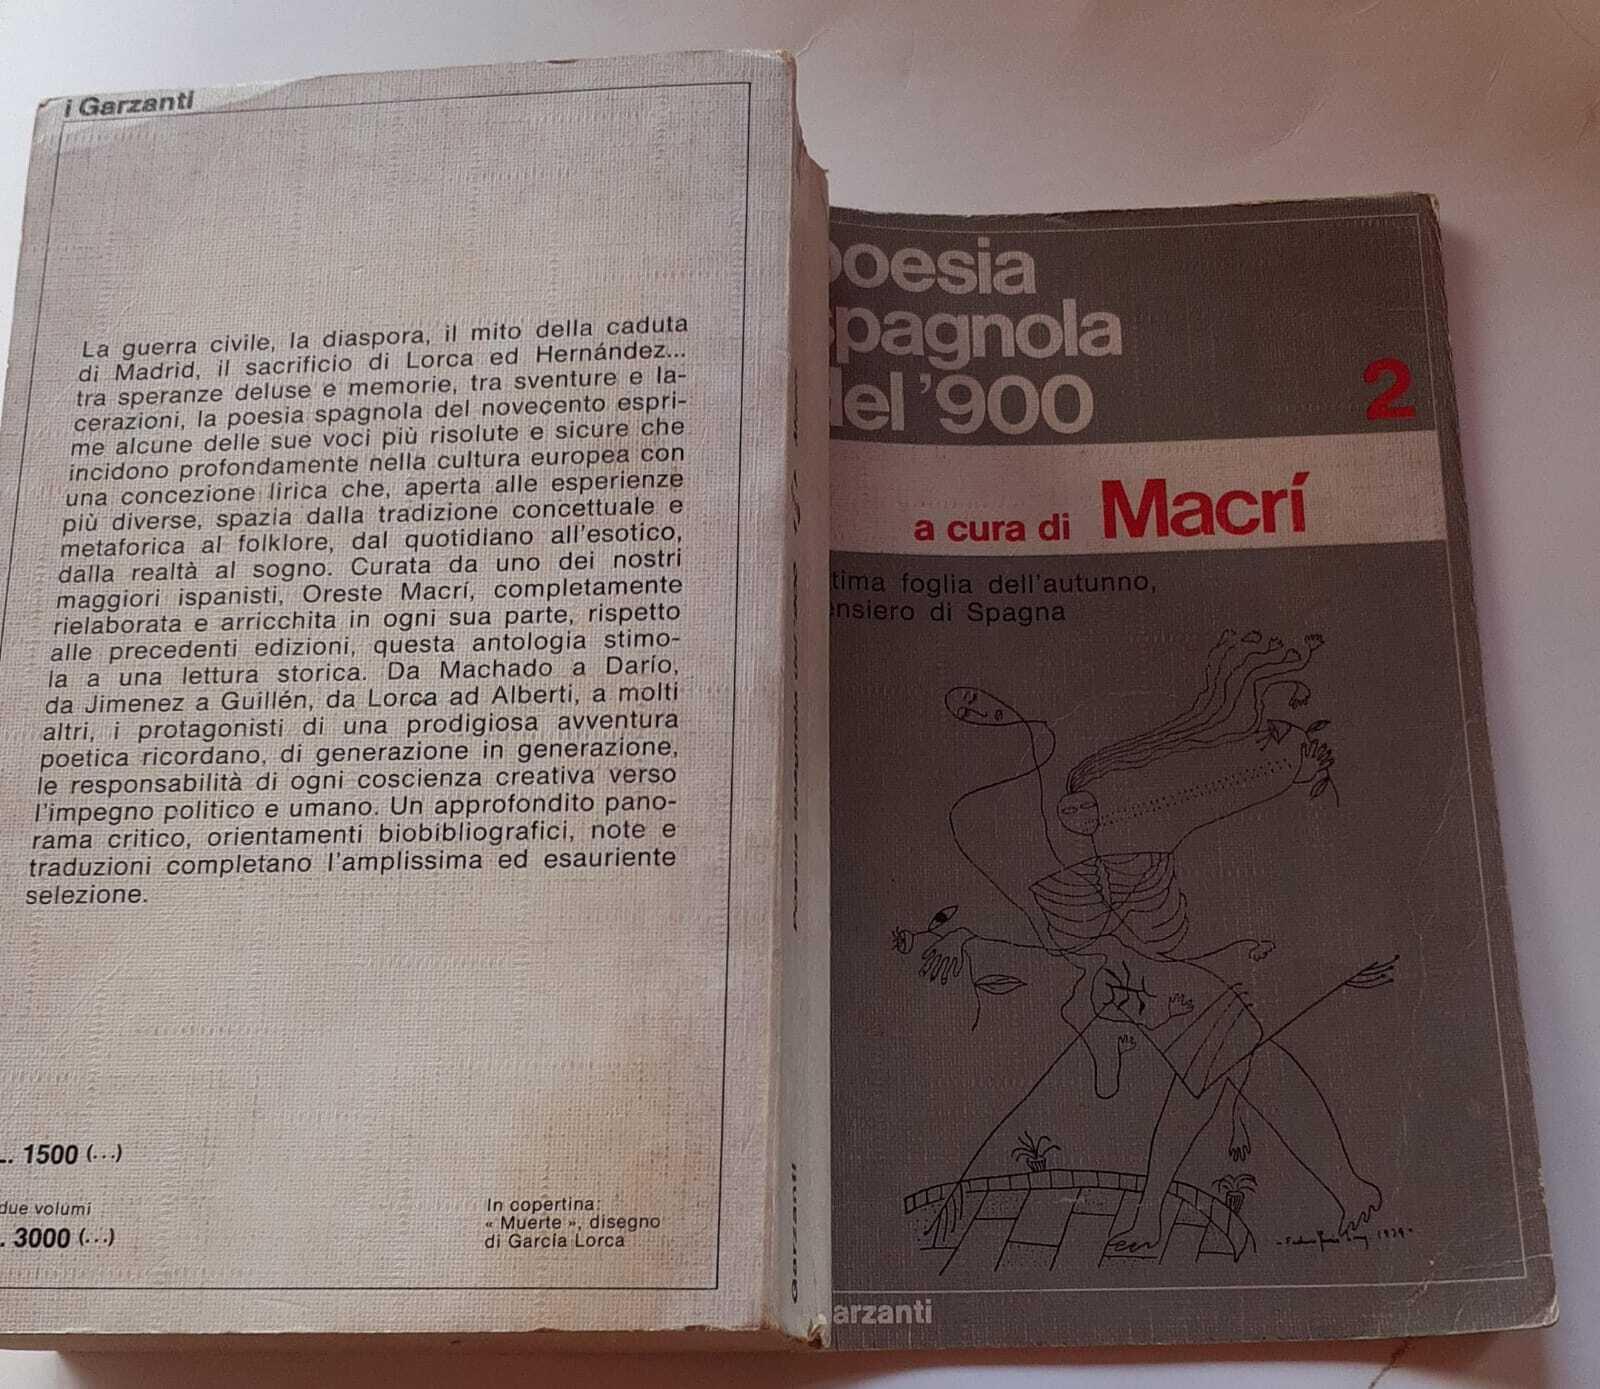 i Garzanti
La guerra civile, la diaspora, il mito della caduta
di Madrid, il sacrificio di Lorca ed Hernández...
tra speranze deluse e memorie, tra sventure e la-
cerazioni, la poesia spagnola del novecento espri-
me alcune delle sue voci più risolute e sicure che
incidono profondamente nella cultura europea con
una concezione lirica che, aperta alle esperienze
più diverse, spazia dalla tradizione concettuale e
metaforica al folklore, dal quotidiano all'esotico,
dalla realtà al sogno. Curata da uno dei nostri
maggiori ispanisti, Oreste Macrí, completamente
rielaborata e arricchita in ogni sua parte, rispetto
alle precedenti edizioni, questa antologia stimo-
la a una lettura storica. Da Machado a Darío,
da Jimenez a Guillén, da Lorca ad Alberti, a molti
altri, i protagonisti di una prodigiosa avventura
poetica ricordano, di generazione in generazione,
le responsabilità di ogni coscienza creativa verso
l'impegno politico e umano. Un approfondito pano-
rama critico, orientamenti biobibliografici, note e
traduzioni completano l'amplissima ed esauriente
selezione.
L. 1500 (...)
due volumi
. 3000 (...)
In copertina:
« Muerte », disegno
di García Lorca
Garzanti
poesia
spagnola
del '900
2
a cura di Macrí
tima foglia dell'autunno,
ensiero di Spagna
1934
arzanti